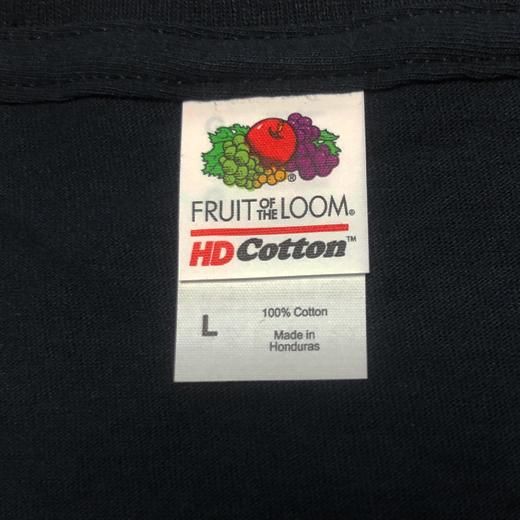 ®
FRUIT OF THE LOOM®
HD Cotton™
L
100% Cotton
Made in
Honduras